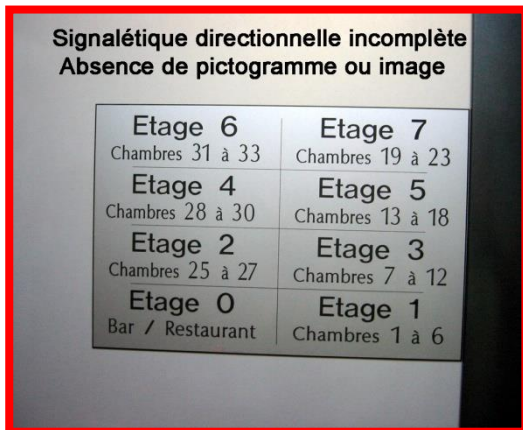 Signalétique directionnelle incomplète
Absence de pictogramme ou image
Etage 6
Chambres 31 à 33
Etage 7
Chambres 19 à 23
Etage 4
Chambres 28 à 30
Etage 5
Chambres 13 à 18
Etage 2
Chambres 25 à 27
Etage 3
Chambres 7 à 12
Etage 0
Bar / Restaurant
Etage 1
Chambres 1 à 6